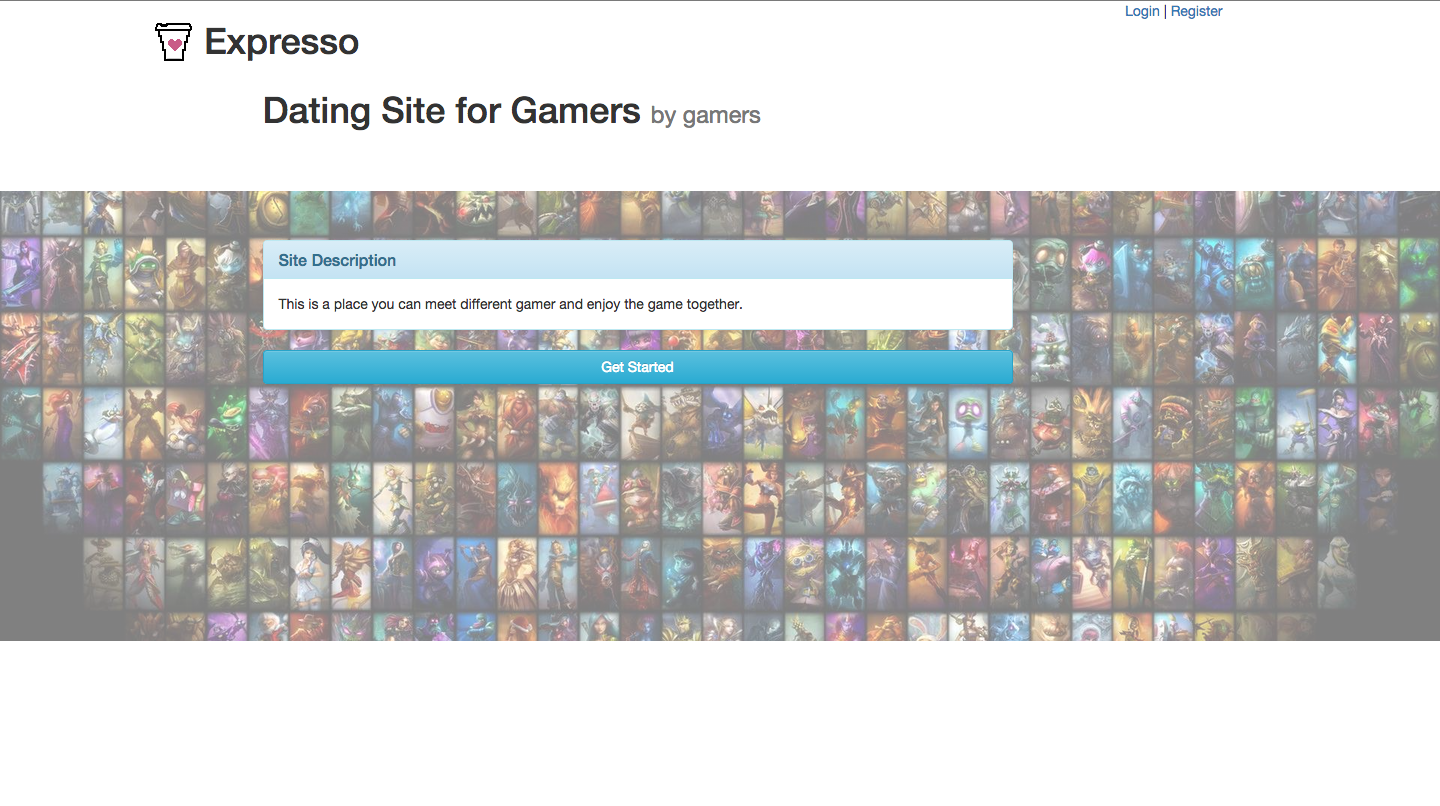 Login | Register
Expresso
Dating Site for Gamers by gamers
Site Description
This is a place you can meet different gamer and enjoy the game together.
Get Started